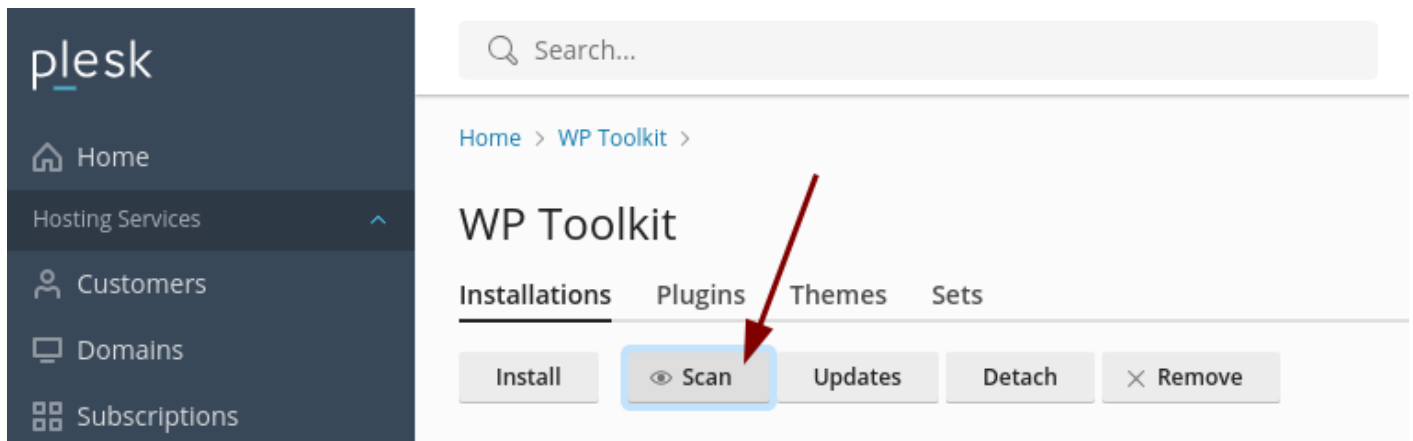 plesk
Search...
Home
Home > WP Toolkit >
Hosting Services
WP Toolkit
Customers
Installations Plugins Themes Sets
Domains
Install Scan Updates Detach Remove
Subscriptions